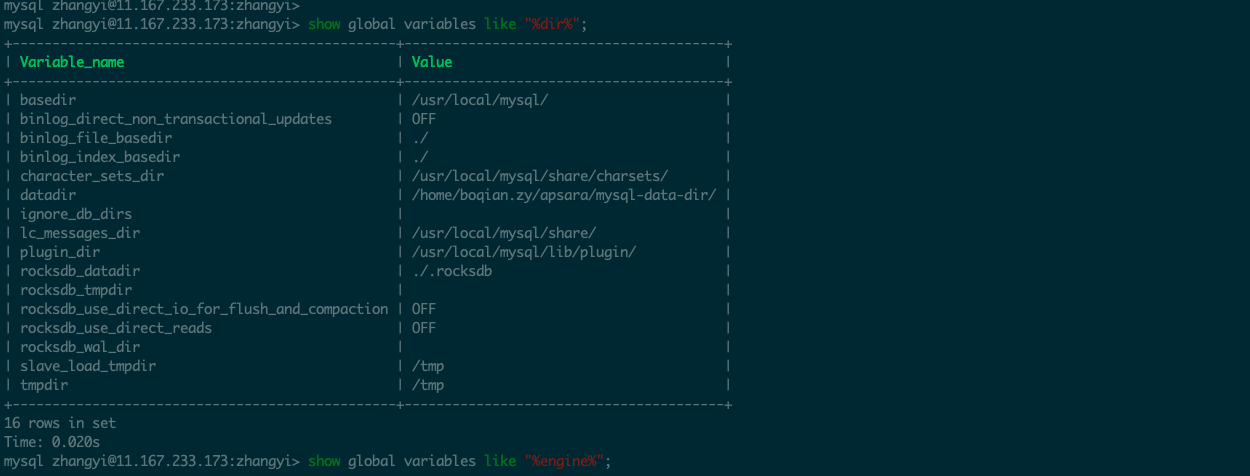 mysql zhangyi@11.167.233.173:zhangyi>
mysql zhangyi@11.167.233.173:zhangyi> show global variables like "%dir%";
+------------------------------------------------+----------------------------------------+
| Variable_name                                  | Value                                  |
+------------------------------------------------+----------------------------------------+
| basedir                                        | /usr/local/mysql/                      |
| binlog_direct_non_transactional_updates        | OFF                                    |
| binlog_file_basedir                            | ./                                     |
| binlog_index_basedir                           | ./                                     |
| character_sets_dir                             | /usr/local/mysql/share/charsets/       |
| datadir                                        | /home/boqian.zy/apsara/mysql-data-dir/ |
| ignore_db_dirs                                 |                                        |
| lc_messages_dir                                | /usr/local/mysql/share/                |
| plugin_dir                                     | /usr/local/mysql/lib/plugin/           |
| rocksdb_datadir                                | ./.rocksdb                             |
| rocksdb_tmpdir                                 |                                        |
| rocksdb_use_direct_io_for_flush_and_compaction | OFF                                    |
| rocksdb_use_direct_reads                       | OFF                                    |
| rocksdb_wal_dir                                |                                        |
| slave_load_tmpdir                              | /tmp                                   |
| tmpdir                                         | /tmp                                   |
+------------------------------------------------+----------------------------------------+
16 rows in set
Time: 0.020s
mysql zhangyi@11.167.233.173:zhangyi> show global variables like "%engine%";